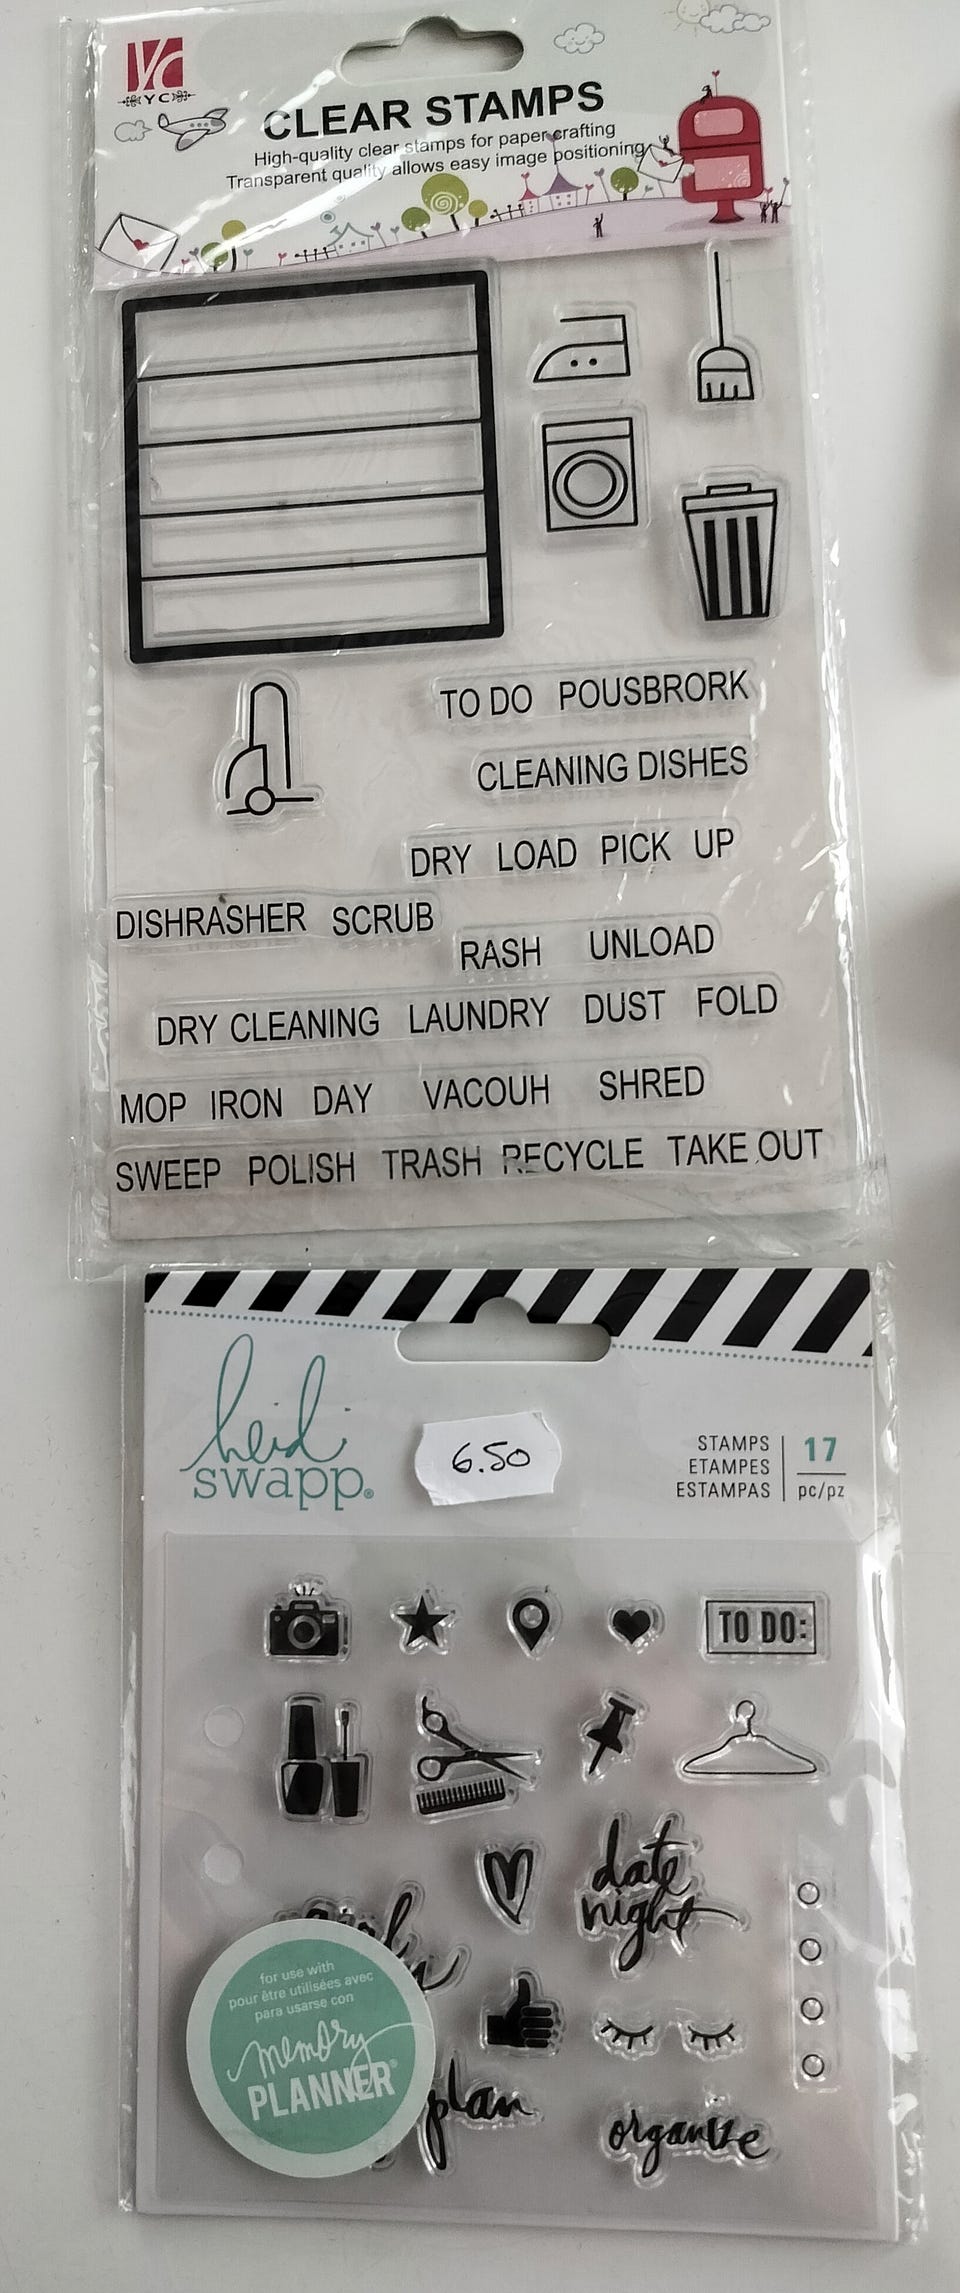 YC
YC
CLEAR STAMPS
High-quality clear stamps for paper crafting
Transparent quality allows easy image positioning
TO DO POUSBRORK
CLEANING DISHES
DRY LOAD PICK UP
DISHRASHER SCRUB
RASH UNLOAD
DRY CLEANING LAUNDRY DUST FOLD
MOP IRON DAY VACOUH SHRED
SWEEP POLISH TRASH RECYCLE TAKE OUT
heidi
swapp®
6.50
STAMPS
ETAMPES
ESTAMPAS
17
pc/pz
TO DO:
date
night
girls
for use with
pour être utilisées avec
para usarse con
memory
PLANNER®
plan
organize